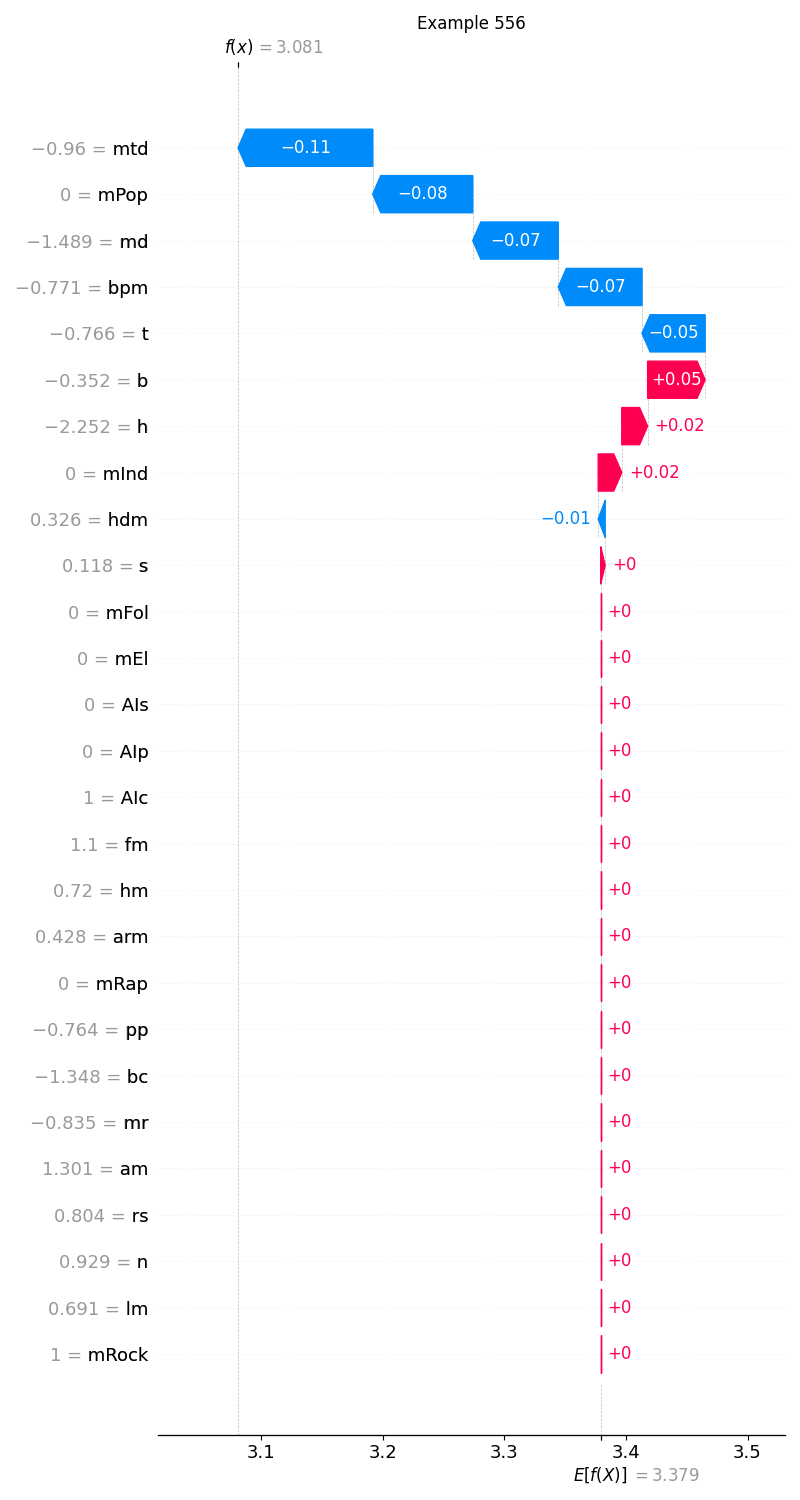 Example 556
f(x) = 3.081
−0.96 = mtd −0.11
0 = mPop −0.08
−1.489 = md −0.07
−0.771 = bpm −0.07
−0.766 = t −0.05
−0.352 = b +0.05
−2.252 = h +0.02
0 = mInd +0.02
0.326 = hdm −0.01
0.118 = s +0
0 = mFol +0
0 = mEl +0
0 = AIs +0
0 = AIp +0
1 = AIc +0
1.1 = fm +0
0.72 = hm +0
0.428 = arm +0
0 = mRap +0
−0.764 = pp +0
−1.348 = bc +0
−0.835 = mr +0
1.301 = am +0
0.804 = rs +0
0.929 = n +0
0.691 = lm +0
1 = mRock +0
3.1 3.2 3.3 3.4 3.5
E[f(X)] = 3.379